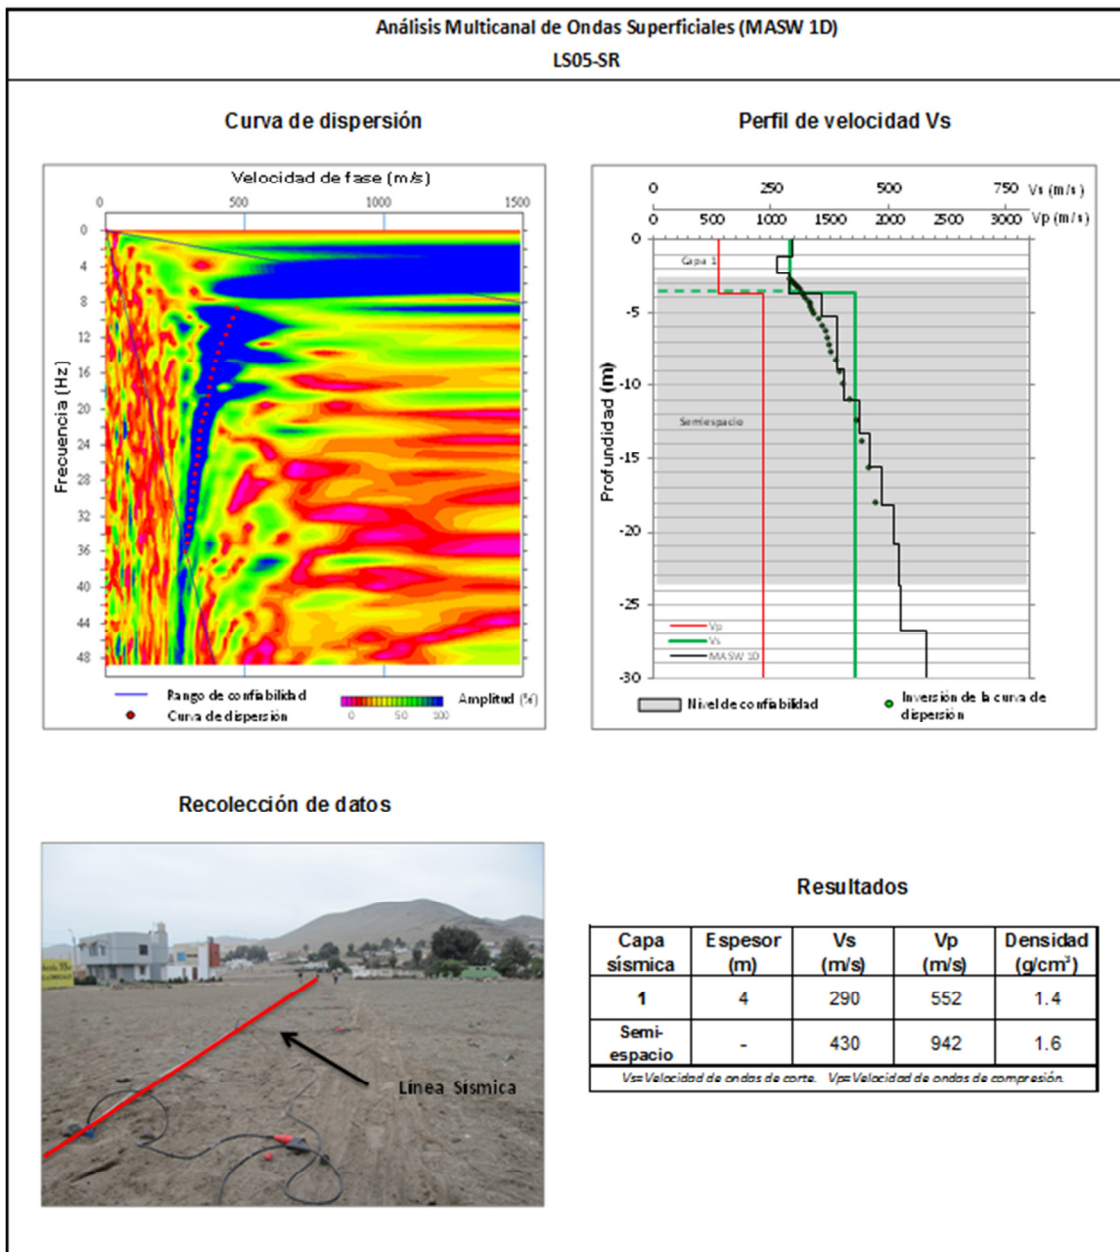 Análisis Multicanal de Ondas Superficiales (MASW 1D)
LS05-SR
Curva de dispersión
Velocidad de fase (m/s)
0 500 1000 1500
Frecuencia (Hz)
0
4
8
12
16
20
24
28
32
36
40
44
48
Rango de confiabilidad
Curva de dispersión
Amplitud (%)
0 50 100
Perfil de velocidad Vs
0 250 500 750 Vs (m/s)
0 500 1000 1500 2000 2500 3000 Vp (m/s)
Profundidad (m)
0
-5
-10
-15
-20
-25
-30
Capa 1
Semiespacio
Vp
Vs
MASW 1D
Nivel de confiabilidad
Inversión de la curva de
dispersión
Recolección de datos
Línea Sísmica
Resultados
Capa sísmica Espesor (m) Vs (m/s) Vp (m/s) Densidad (g/cm³)
1 4 290 552 1.4
Semi-espacio - 430 942 1.6
Vs=Velocidad de ondas de corte. Vp=Velocidad de ondas de compresión.